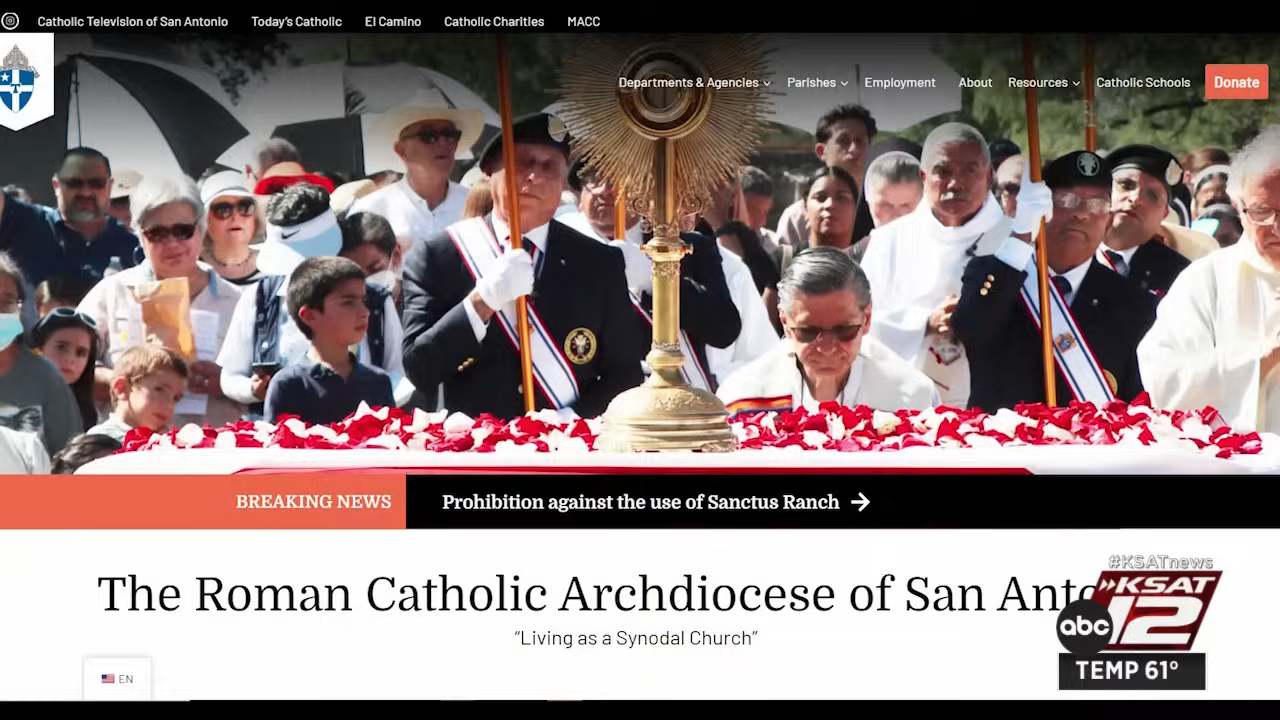 Catholic Television of San Antonio Today's Catholic El Camino Catholic Charities MACC
Departments & Agencies Parishes Employment About Resources Catholic Schools Donate
BREAKING NEWS Prohibition against the use of Sanctus Ranch →
#KSATnews
The Roman Catholic Archdiocese of San Anto
KSAT
12
abc
“Living as a Synodal Church”
TEMP 61°
EN